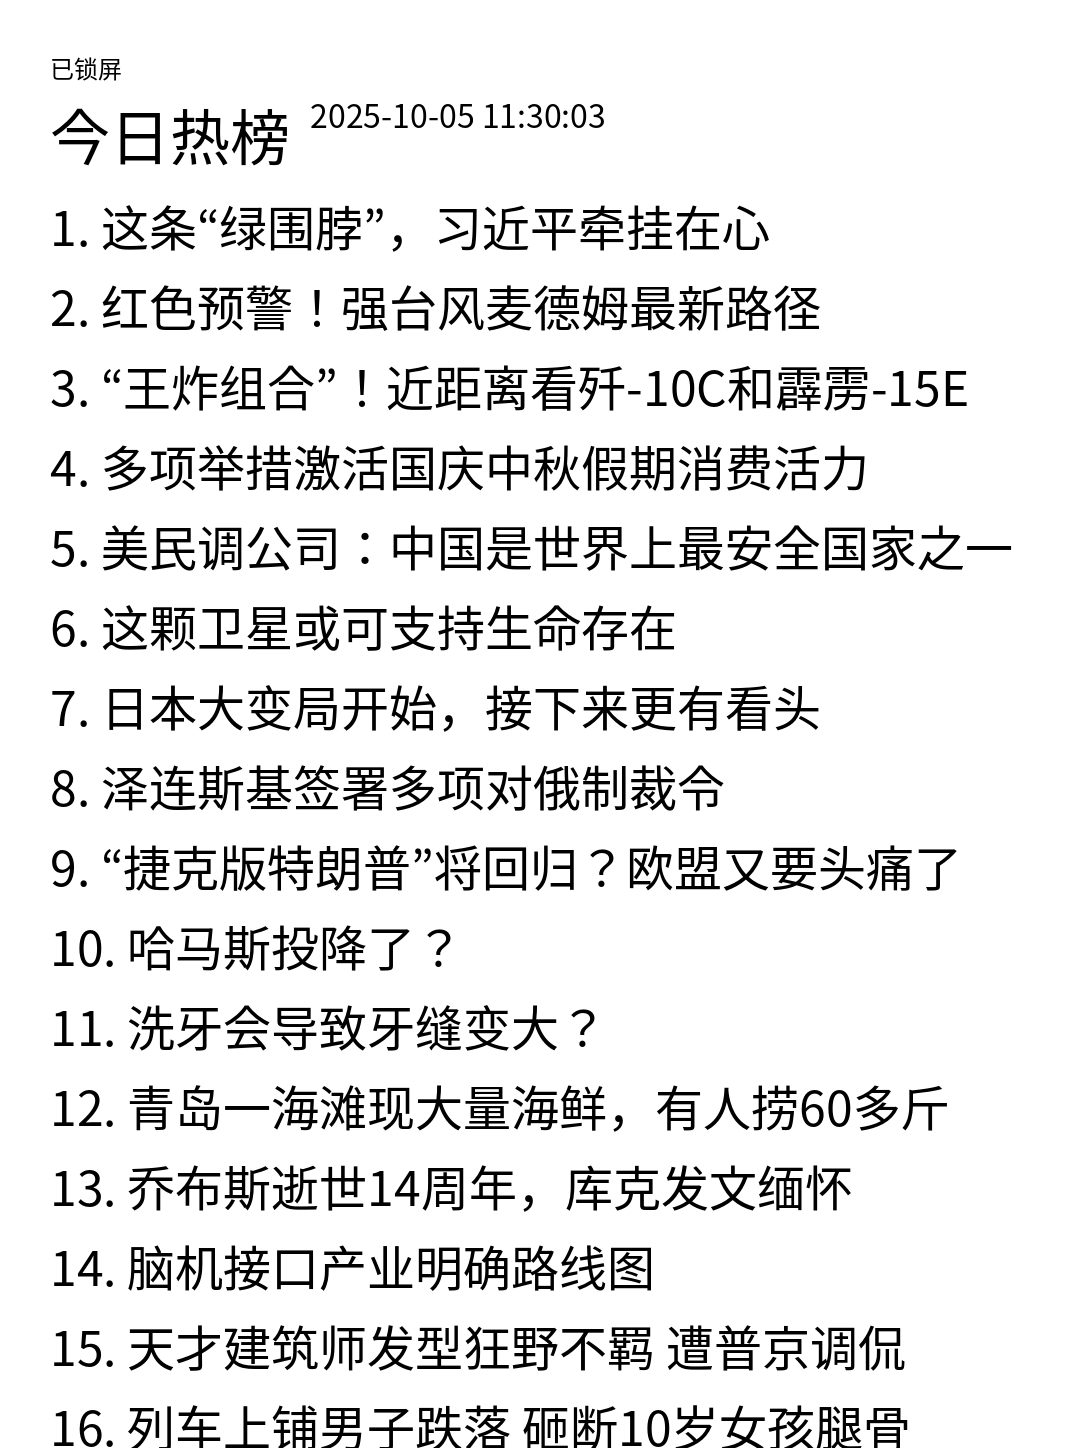 已锁屏
今日热榜 2025-10-05 11:30:03
1. 这条“绿围脖”，习近平牵挂在心
2. 红色预警！强台风麦德姆最新路径
3. “王炸组合”！近距离看歼-10C和霹雳-15E
4. 多项举措激活国庆中秋假期消费活力
5. 美民调公司：中国是世界上最安全国家之一
6. 这颗卫星或可支持生命存在
7. 日本大变局开始，接下来更有看头
8. 泽连斯基签署多项对俄制裁令
9. “捷克版特朗普”将回归？欧盟又要头痛了
10. 哈马斯投降了？
11. 洗牙会导致牙缝变大？
12. 青岛一海滩现大量海鲜，有人捞60多斤
13. 乔布斯逝世14周年，库克发文缅怀
14. 脑机接口产业明确路线图
15. 天才建筑师发型狂野不羁 遭普京调侃
16. 列车上铺男子跌落 砸断10岁女孩腿骨